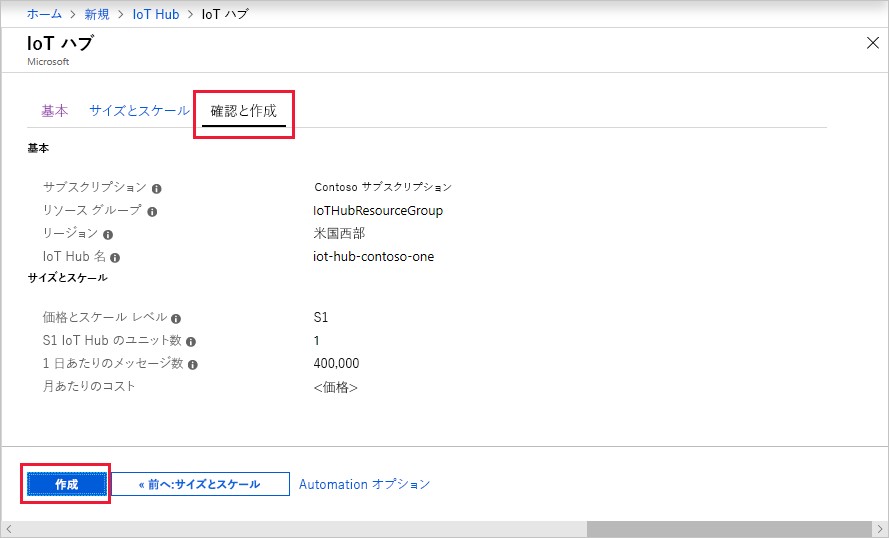 ホーム > 新規 > IoT Hub > IoT ハブ
IoT ハブ
Microsoft
基本 サイズとスケール 確認と作成
基本
サブスクリプション Contoso サブスクリプション
リソース グループ IoTHubResourceGroup
リージョン 米国西部
IoT Hub 名 iot-hub-contoso-one
サイズとスケール
価格とスケール レベル S1
S1 IoT Hub のユニット数 1
1 日あたりのメッセージ数 400,000
月あたりのコスト <価格>
作成 « 前へ:サイズとスケール Automation オプション